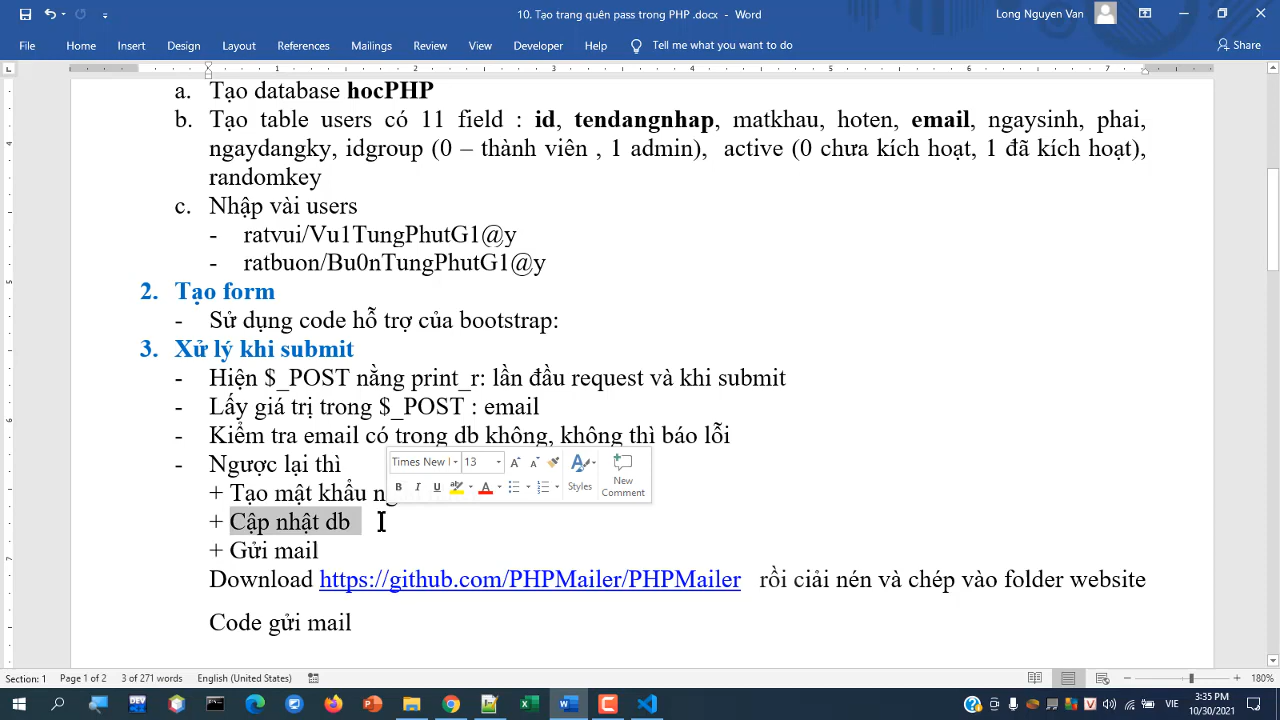 10. Tạo trang quên pass trong PHP .docx - Word
Long Nguyen Van
File Home Insert Design Layout References Mailings Review View Developer Help Tell me what you want to do Share
a. Tạo database hocPHP
b. Tạo table users có 11 field : id, tendangnhap, matkhau, hoten, email, ngaysinh, phai,
ngaydangky, idgroup (0 – thành viên , 1 admin), active (0 chưa kích hoạt, 1 đã kích hoạt),
randomkey
c. Nhập vài users
- ratvui/Vu1TungPhutG1@y
- ratbuon/Bu0nTungPhutG1@y
2. Tạo form
- Sử dụng code hỗ trợ của bootstrap:
3. Xử lý khi submit
- Hiện $_POST nằng print_r: lần đầu request và khi submit
- Lấy giá trị trong $_POST : email
- Kiểm tra email có trong db không, không thì báo lỗi
- Ngược lại thì
Times New 13
Styles
New
Comment
+ Tạo mật khẩu ng
+ Cập nhật db
+ Gửi mail
Download https://github.com/PHPMailer/PHPMailer rồi ciải nén và chép vào folder website
Code gửi mail
Section: 1 Page 1 of 2 3 of 271 words English (United States) 180%
VIE
3:35 PM
10/30/2021